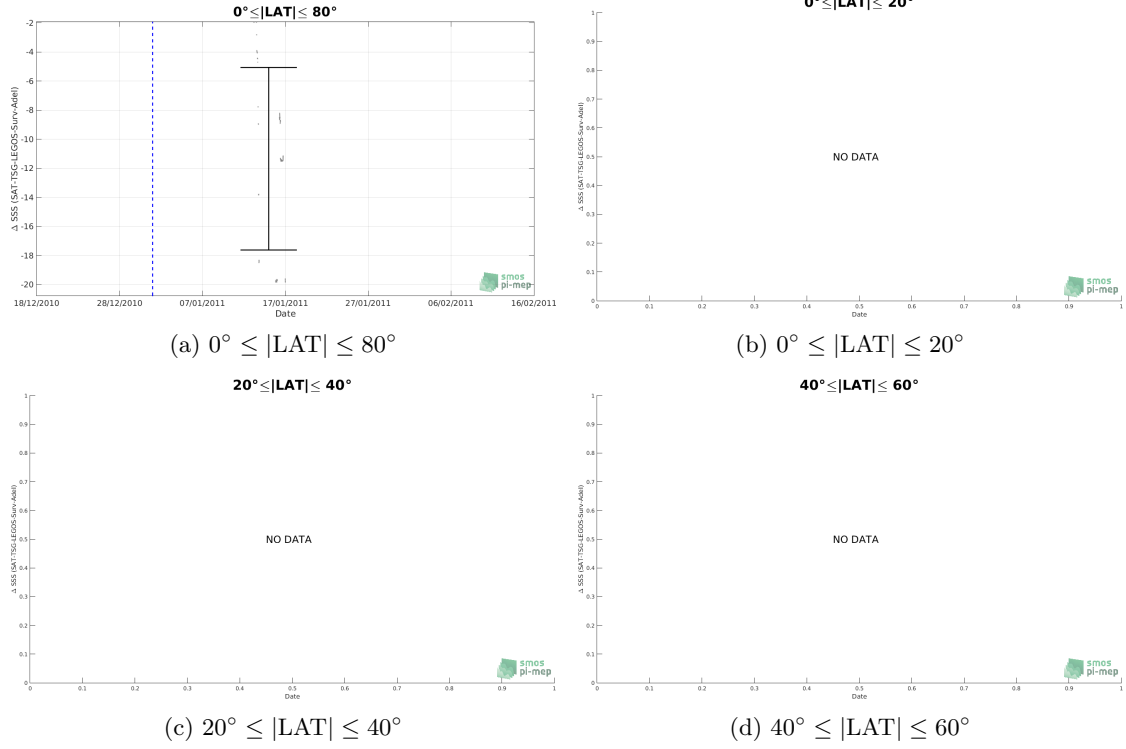 0°≤|LAT|≤ 80°
Δ SSS (SAT-TSG-LEGOS-Surv-Adel)
-2
-4
-6
-8
-10
-12
-14
-16
-18
-20
18/12/2010 28/12/2010 07/01/2011 17/01/2011 27/01/2011 06/02/2011 16/02/2011
Date
smos
pi-mep
(a) 0° ≤ |LAT| ≤ 80°
0°≤|LAT|≤ 20°
Δ SSS (SAT-TSG-LEGOS-Surv-Adel)
1
0.9
0.8
0.7
0.6
0.5
0.4
0.3
0.2
0.1
0
NO DATA
0 0.1 0.2 0.3 0.4 0.5 0.6 0.7 0.8 0.9 1
Date
smos
pi-mep
(b) 0° ≤ |LAT| ≤ 20°
20°≤|LAT|≤ 40°
Δ SSS (SAT-TSG-LEGOS-Surv-Adel)
1
0.9
0.8
0.7
0.6
0.5
0.4
0.3
0.2
0.1
0
NO DATA
0 0.1 0.2 0.3 0.4 0.5 0.6 0.7 0.8 0.9 1
Date
smos
pi-mep
(c) 20° ≤ |LAT| ≤ 40°
40°≤|LAT|≤ 60°
Δ SSS (SAT-TSG-LEGOS-Surv-Adel)
1
0.9
0.8
0.7
0.6
0.5
0.4
0.3
0.2
0.1
0
NO DATA
0 0.1 0.2 0.3 0.4 0.5 0.6 0.7 0.8 0.9 1
Date
smos
pi-mep
(d) 40° ≤ |LAT| ≤ 60°